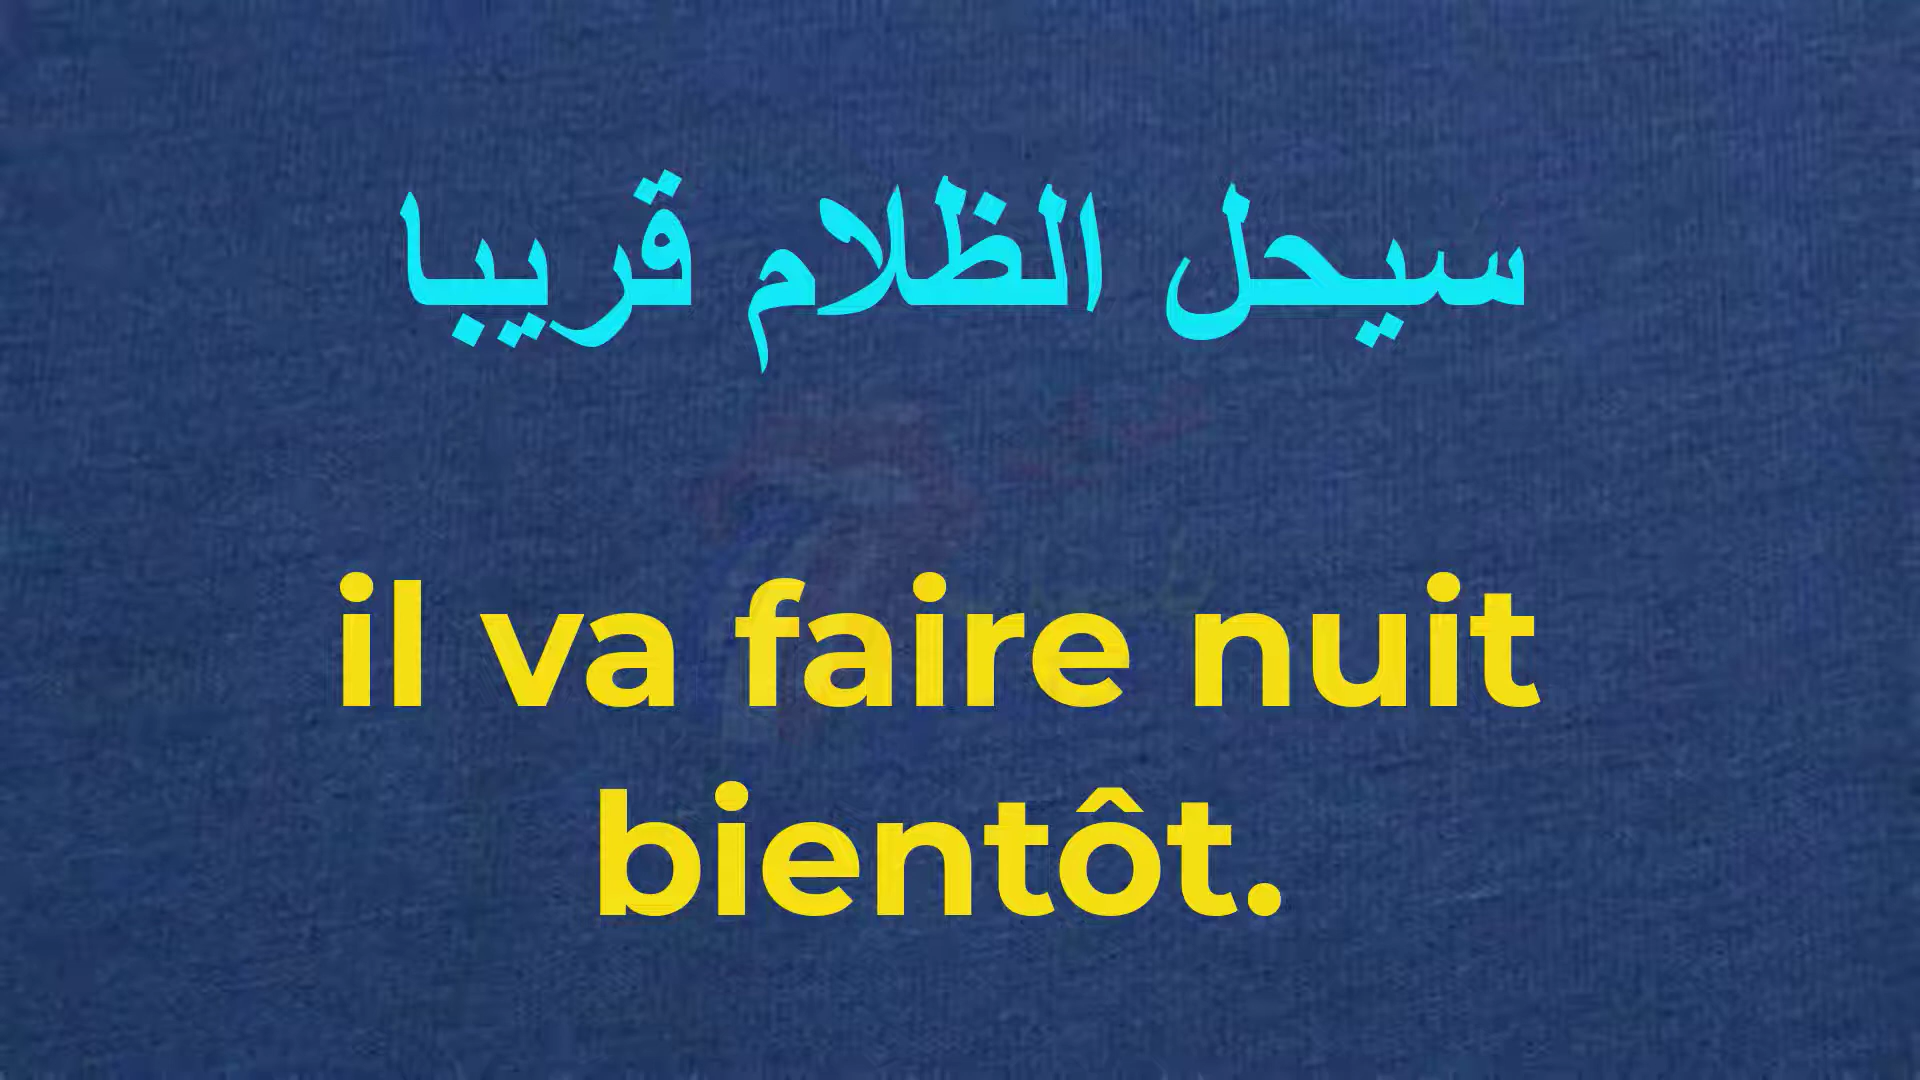 سيحل الظلام قريبا
il va faire nuit
bientôt.